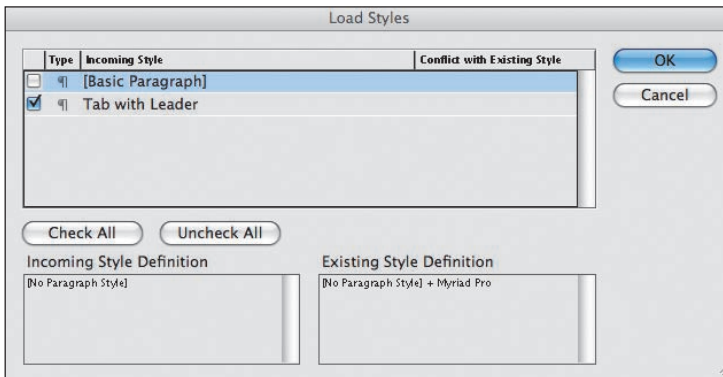 Load Styles
Type Incoming Style Conflict with Existing Style
¶ [Basic Paragraph]
¶ Tab with Leader
OK
Cancel
Check All Uncheck All
Incoming Style Definition Existing Style Definition
[No Paragraph Style] [No Paragraph Style] + Myriad Pro